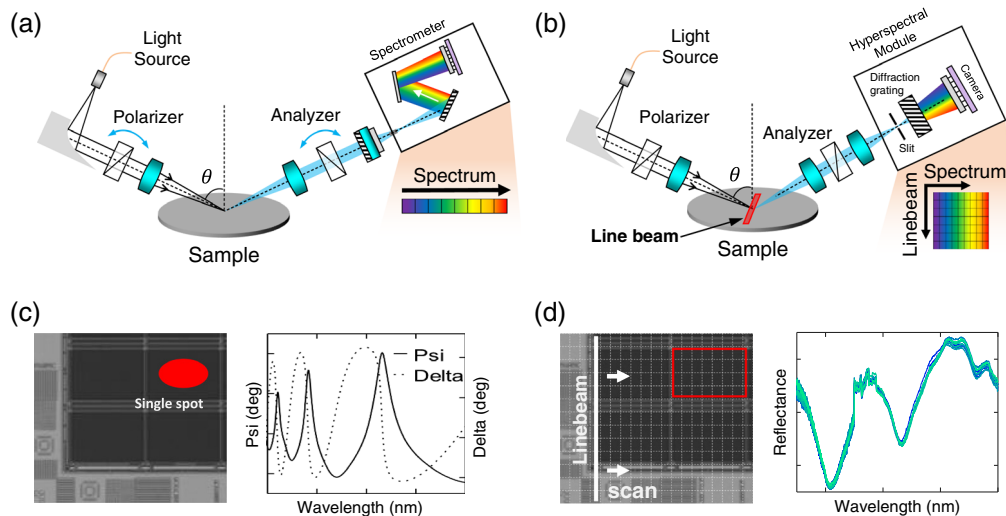 (a)
Light
Source
Polarizer
Analyzer
Spectrometer
θ
Sample
Spectrum
(b)
Light
Source
Polarizer
Analyzer
Hyperspectral
Module
Diffraction
grating
Camera
Slit
θ
Line beam
Sample
Spectrum
Linebeam
(c)
Single spot
Psi
Delta
Psi (deg)
Delta (deg)
Wavelength (nm)
(d)
Linebeam
scan
Reflectance
Wavelength (nm)